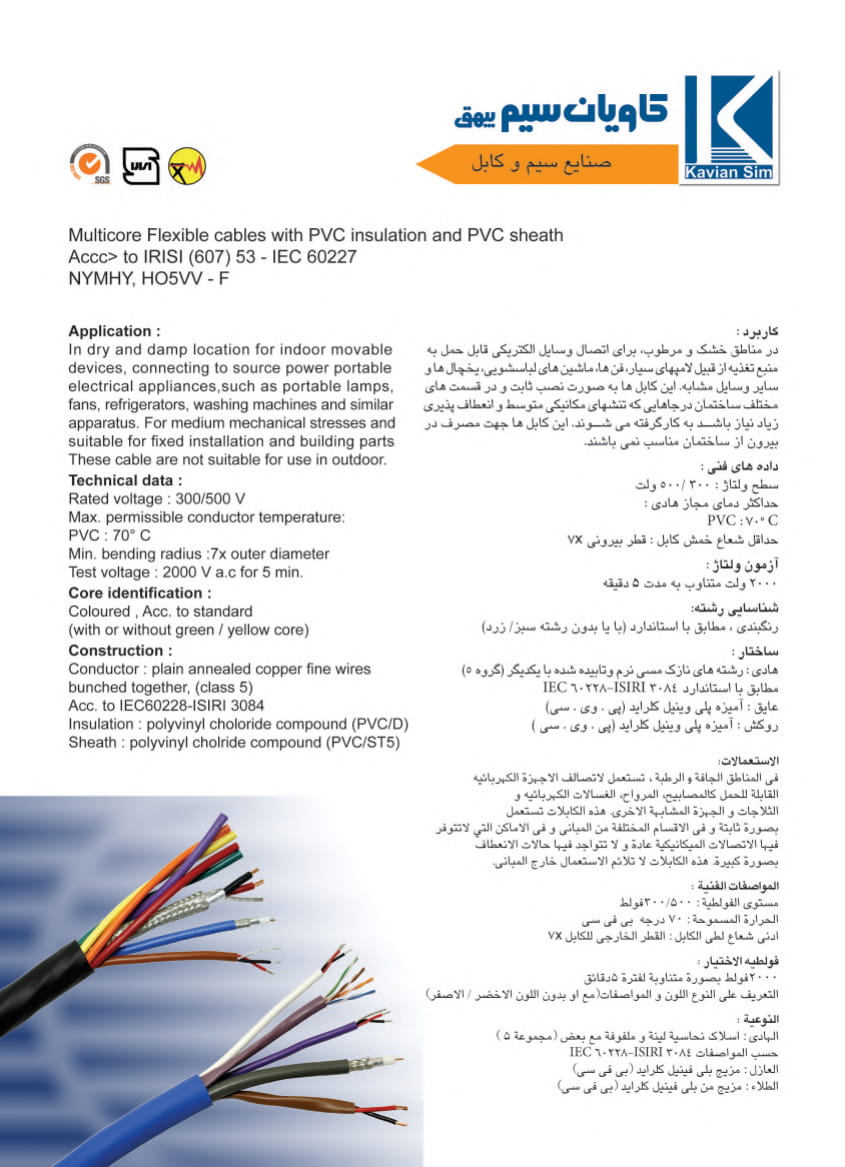 کاویان سیم بیهق
صنایع سیم و کابل
Kavian Sim
SGS
Multicore Flexible cables with PVC insulation and PVC sheath
Accc> to IRISI (607) 53 - IEC 60227
NYMHY, HO5VV - F
Application :
In dry and damp location for indoor movable
devices, connecting to source power portable
electrical appliances,such as portable lamps,
fans, refrigerators, washing machines and similar
apparatus. For medium mechanical stresses and
suitable for fixed installation and building parts
These cable are not suitable for use in outdoor.
Technical data :
Rated voltage : 300/500 V
Max. permissible conductor temperature:
PVC : 70° C
Min. bending radius :7x outer diameter
Test voltage : 2000 V a.c for 5 min.
Core identification :
Coloured , Acc. to standard
(with or without green / yellow core)
Construction :
Conductor : plain annealed copper fine wires
bunched together, (class 5)
Acc. to IEC60228-ISIRI 3084
Insulation : polyvinyl choloride compound (PVC/D)
Sheath : polyvinyl cholride compound (PVC/ST5)
کاربرد :
در مناطق خشک و مرطوب، برای اتصال وسایل الکتریکی قابل حمل به
منبع تغذیه از قبیل لامپهای سیار، فن ها، ماشین های لباسشویی، یخچال ها و
سایر وسایل مشابه. این کابل ها به صورت نصب ثابت و در قسمت های
مختلف ساختمان درجاهایی که تنشهای مکانیکی متوسط و انعطاف پذیری
زیاد نیاز باشد به کارگرفته می شوند. این کابل ها جهت مصرف در
بیرون از ساختمان مناسب نمی باشند.
داده های فنی :
سطح ولتاژ : ۳۰۰ /۵۰۰ ولت
حداکثر دمای مجاز هادی :
PVC : ۷۰° C
حداقل شعاع خمش کابل : قطر بیرونی ۷X
آزمون ولتاژ :
۲۰۰۰ ولت متناوب به مدت ۵ دقیقه
شناسایی رشته:
رنگبندی ، مطابق با استاندارد (با یا بدون رشته سبز/ زرد)
ساختار :
هادی : رشته های نازک مسی نرم وتابیده شده با یکدیگر (گروه ۵)
مطابق با استاندارد IEC ۶۰۲۲۸-ISIRI ۳۰۸۴
عایق : آمیزه پلی وینیل کلراید (پی . وی . سی)
روکش : آمیزه پلی وینیل کلراید (پی . وی . سی )
الاستعمالات:
فی المناطق الجافة و الرطبة ، تستعمل لاتصالف الاجهزة الکهربائیه
القابلة للحمل کالمصابیح، المرواح، الغسالات الکهربائیه و
الثلاجات و الجهزة المشابهة الاخری. هذه الکابلات تستعمل
بصورة ثابتة و فی الاقسام المختلفة من المبانی و فی الاماکن التي لاتتوفر
فیها الاتصالات المیکانیکیة عادة و لا تتواجد فیها حالات الانعطاف
بصورة کبیرة. هذه الکابلات لا تلائم الاستعمال خارج المبانی.
المواصفات الفنیة :
مستوی الفولطیة : ۳۰۰/۵۰۰فولط
الحرارة المسموحة : ۷۰ درجه بی فی سی
ادنی شعاع لطی الکابل : القطر الخارجی للکابل ۷X
فولطیه الاختیار :
۲۰۰۰فولط بصورة متناوبة لفترة ۵دقائق
التعریف علی النوع اللون و المواصفات(مع او بدون اللون الاخضر / الاصفر)
النوعیة :
الهادی : اسلاک نحاسیة لینة و ملفوفة مع بعض (مجموعة ۵ )
حسب المواصفات IEC ۶۰۲۲۸-ISIRI ۳۰۸۴
العازل : مزیج بلی فینیل کلراید (بی فی سی)
الطلاء : مزیج من بلی فینیل کلراید (بی فی سی)